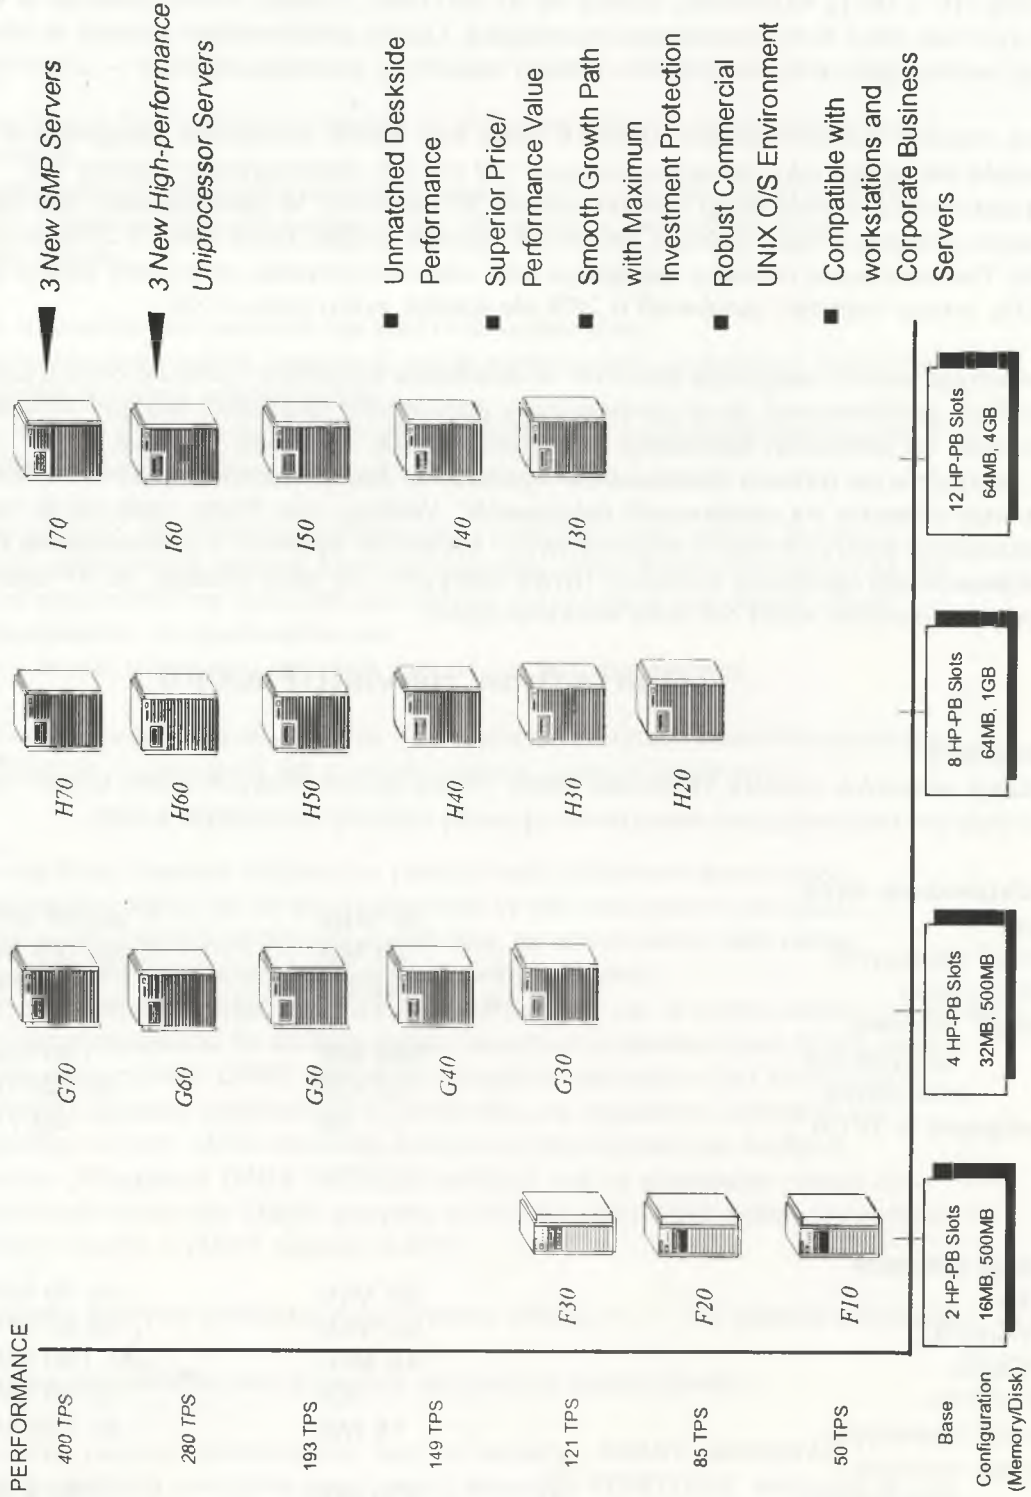 PERFORMANCE
400 TPS
G70
H70
I70
3 New SMP Servers
280 TPS
G60
H60
I60
3 New High-performance
Uniprocessor Servers
193 TPS
G50
H50
I50
149 TPS
G40
H40
I40
121 TPS
F30
G30
H30
I30
85 TPS
F20
H20
50 TPS
F10
Unmatched Deskside
Performance
Superior Price/
Performance Value
Smooth Growth Path
With Maximum
Investment Protection
Robust Commercial
UNIX O/S Environment
Compatible with
workstations and
Corporate Business
Servers
Base
Configuration
(Memory/Disk)
2 HP-PB Slots
16MB, 500MB
4 HP-PB Slots
32MB, 500MB
8 HP-PB Slots
64MB, 1GB
12 HP-PB Slots
64MB, 4GB